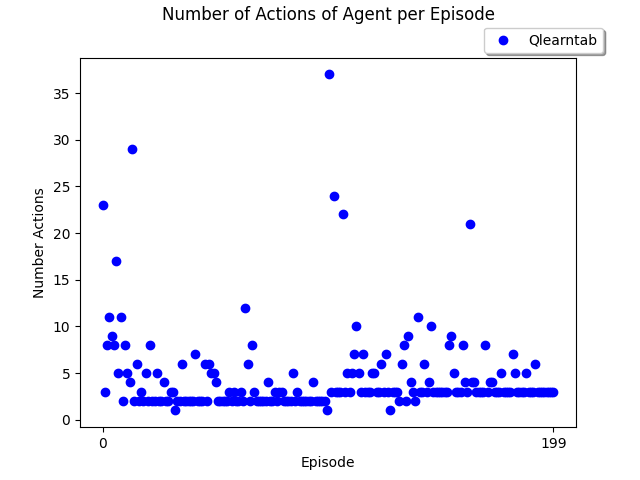 Number of Actions of Agent per Episode
Qlearntab
35
30
25
20
15
10
5
0
Number Actions
0
199
Episode